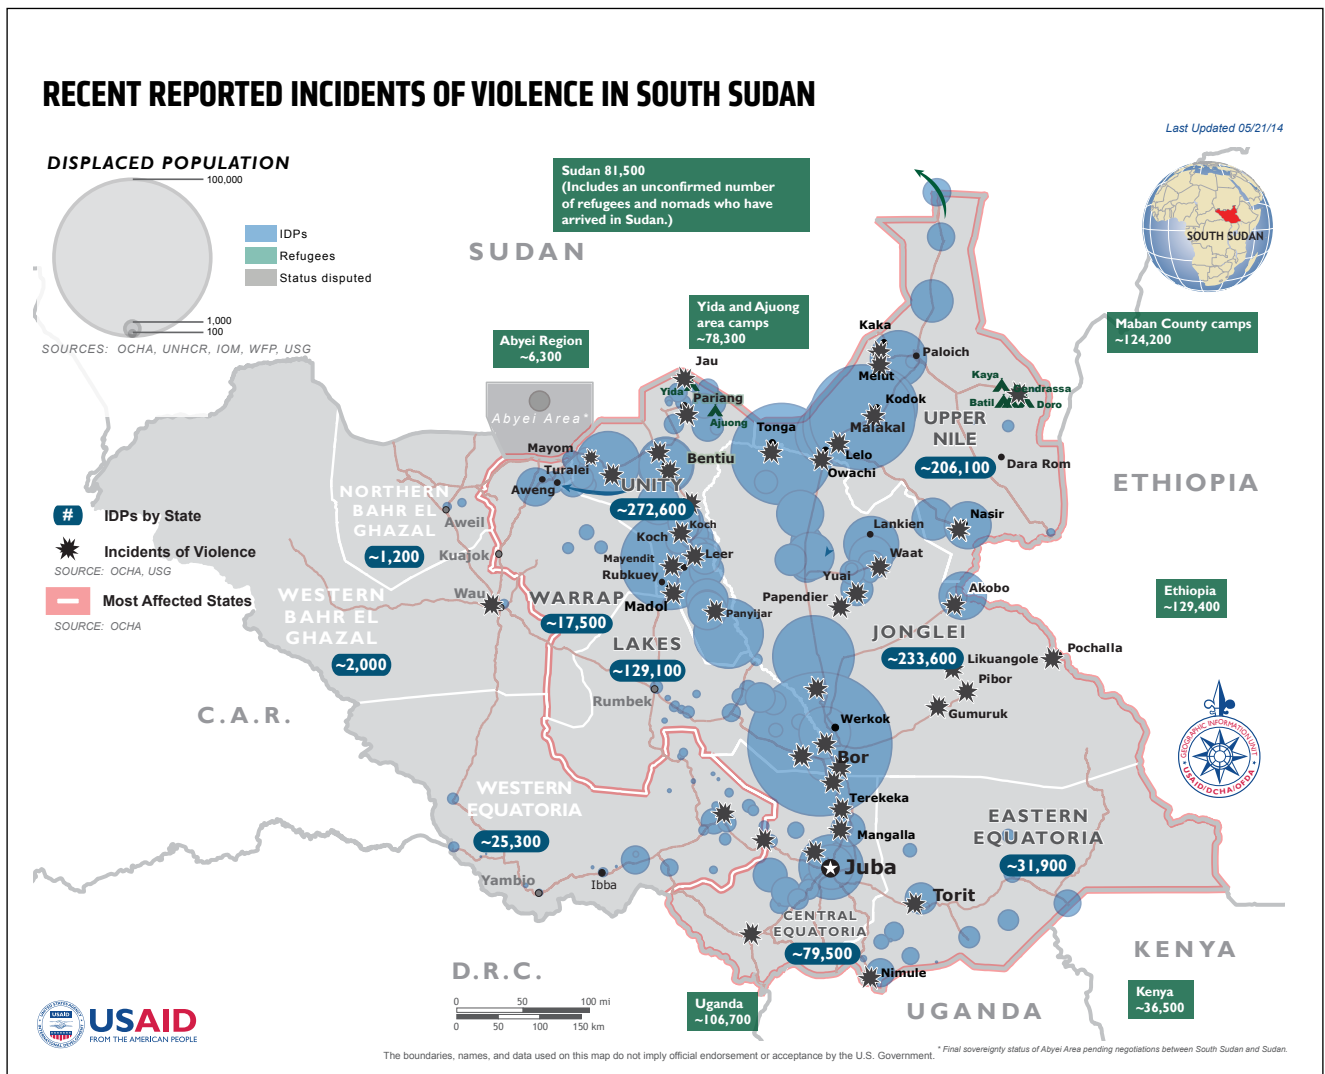 RECENT REPORTED INCIDENTS OF VIOLENCE IN SOUTH SUDAN
Last Updated 05/21/14
DISPLACED POPULATION
100,000
1,000
100
IDPs
Refugees
Status disputed
SOURCES: OCHA, UNHCR, IOM, WFP, USG
Sudan 81,500
(Includes an unconfirmed number
of refugees and nomads who have
arrived in Sudan.)
SUDAN
SOUTH SUDAN
Yida and Ajuong
area camps
~78,300
Abyei Region
~6,300
Maban County camps
~124,200
Abyei Area*
Jau
Yida
Pariang
Ajuong
Kaka
Paloich
Melut
Kodok
Malakal
Kaya
Batil
Doro
UPPER
NILE
~206,100
Dara Rom
Tonga
Lelo
Owachi
Mayom
Turalei
Aweng
Bentiu
UNITY
~272,600
ETHIOPIA
#
IDPs by State
Incidents of Violence
SOURCE: OCHA, USG
Most Affected States
SOURCE: OCHA
NORTHERN
BAHR EL
GHAZAL
~1,200
Aweil
Kuajok
Wau
WESTERN
BAHR EL
GHAZAL
~2,000
Koch
Koch
Leer
Mayendit
Rubkuey
Madol
Panyijar
WARRAP
~17,500
LAKES
~129,100
Rumbek
Lankien
Nasir
Waat
Yuai
Papendier
Akobo
JONGLEI
~233,600
Likuangole
Pochalla
Pibor
Gumuruk
Ethiopia
~129,400
C.A.R.
Werkok
Bor
Terekeka
Mangalla
Juba
WESTERN
EQUATORIA
~25,300
Yambio
Ibba
EASTERN
EQUATORIA
~31,900
Torit
CENTRAL
EQUATORIA
~79,500
Nimule
GEOGRAPHIC INFORMATION UNIT
USAID/DCHA/OFDA
KENYA
Kenya
~36,500
D.R.C.
UGANDA
Uganda
~106,700
0 50 100 mi
0 50 100 150 km
USAID
USAID
FROM THE AMERICAN PEOPLE
The boundaries, names, and data used on this map do not imply official endorsement or acceptance by the U.S. Government.
* Final sovereignty status of Abyei Area pending negotiations between South Sudan and Sudan.